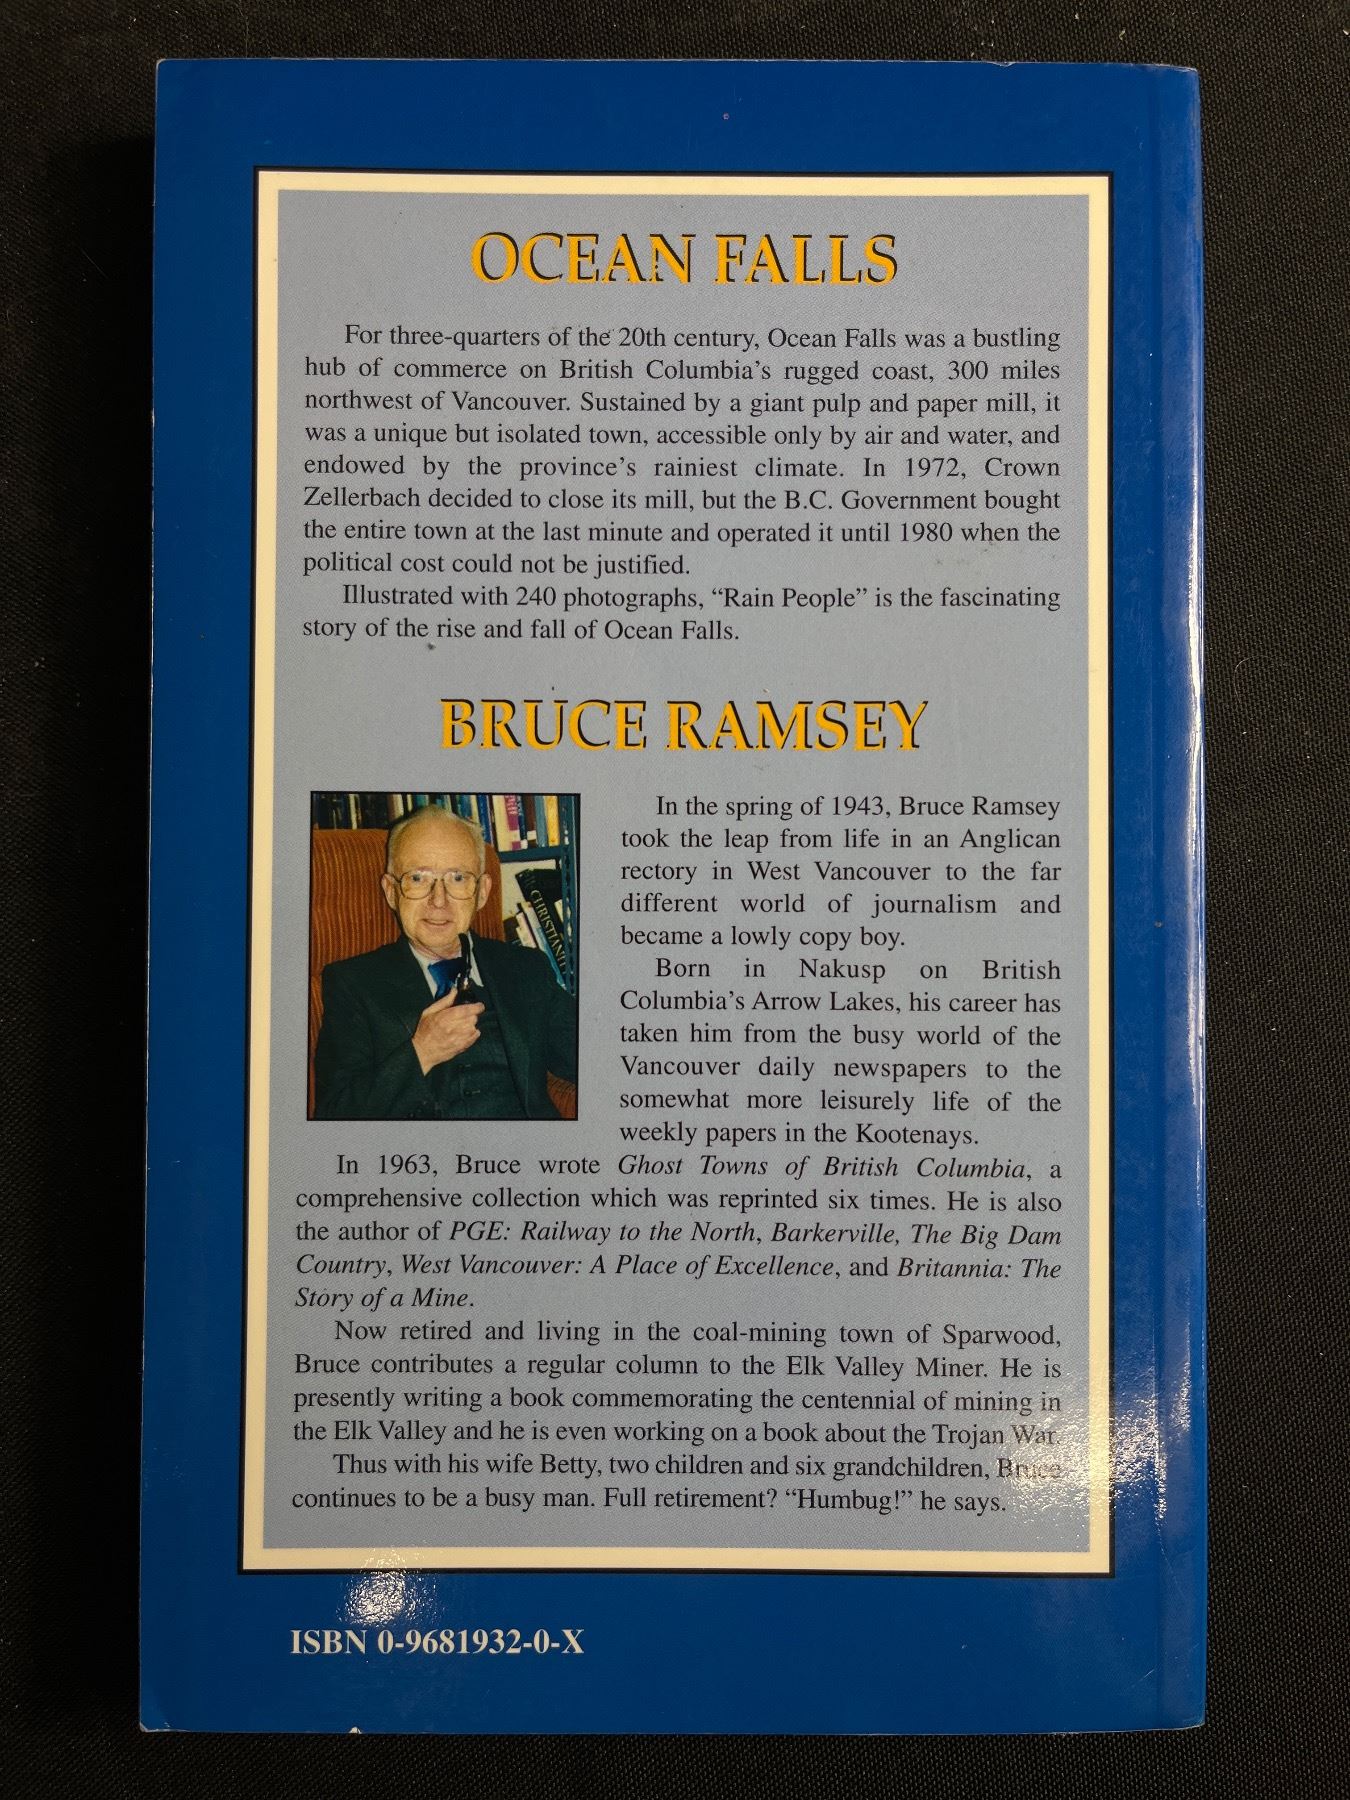 OCEAN FALLS
For three-quarters of the 20th century, Ocean Falls was a bustling
hub of commerce on British Columbia's rugged coast, 300 miles
northwest of Vancouver. Sustained by a giant pulp and paper mill, it
was a unique but isolated town, accessible only by air and water, and
endowed by the province's rainiest climate. In 1972, Crown
Zellerbach decided to close its mill, but the B.C. Government bought
the entire town at the last minute and operated it until 1980 when the
political cost could not be justified.
Illustrated with 240 photographs, “Rain People” is the fascinating
story of the rise and fall of Ocean Falls.
BRUCE RAMSEY
CHRISTIANITY
In the spring of 1943, Bruce Ramsey
took the leap from life in an Anglican
rectory in West Vancouver to the far
different world of journalism and
became a lowly copy boy.
Born in Nakusp on British
Columbia's Arrow Lakes, his career has
taken him from the busy world of the
Vancouver daily newspapers to the
somewhat more leisurely life of the
weekly papers in the Kootenays.
In 1963, Bruce wrote Ghost Towns of British Columbia, a
comprehensive collection which was reprinted six times. He is also
the author of PGE: Railway to the North, Barkerville, The Big Dam
Country, West Vancouver: A Place of Excellence, and Britannia: The
Story of a Mine.
Now retired and living in the coal-mining town of Sparwood,
Bruce contributes a regular column to the Elk Valley Miner. He is
presently writing a book commemorating the centennial of mining in
the Elk Valley and he is even working on a book about the Trojan War.
Thus with his wife Betty, two children and six grandchildren, Bruce
continues to be a busy man. Full retirement? “Humbug!” he says.
ISBN 0-9681932-0-X